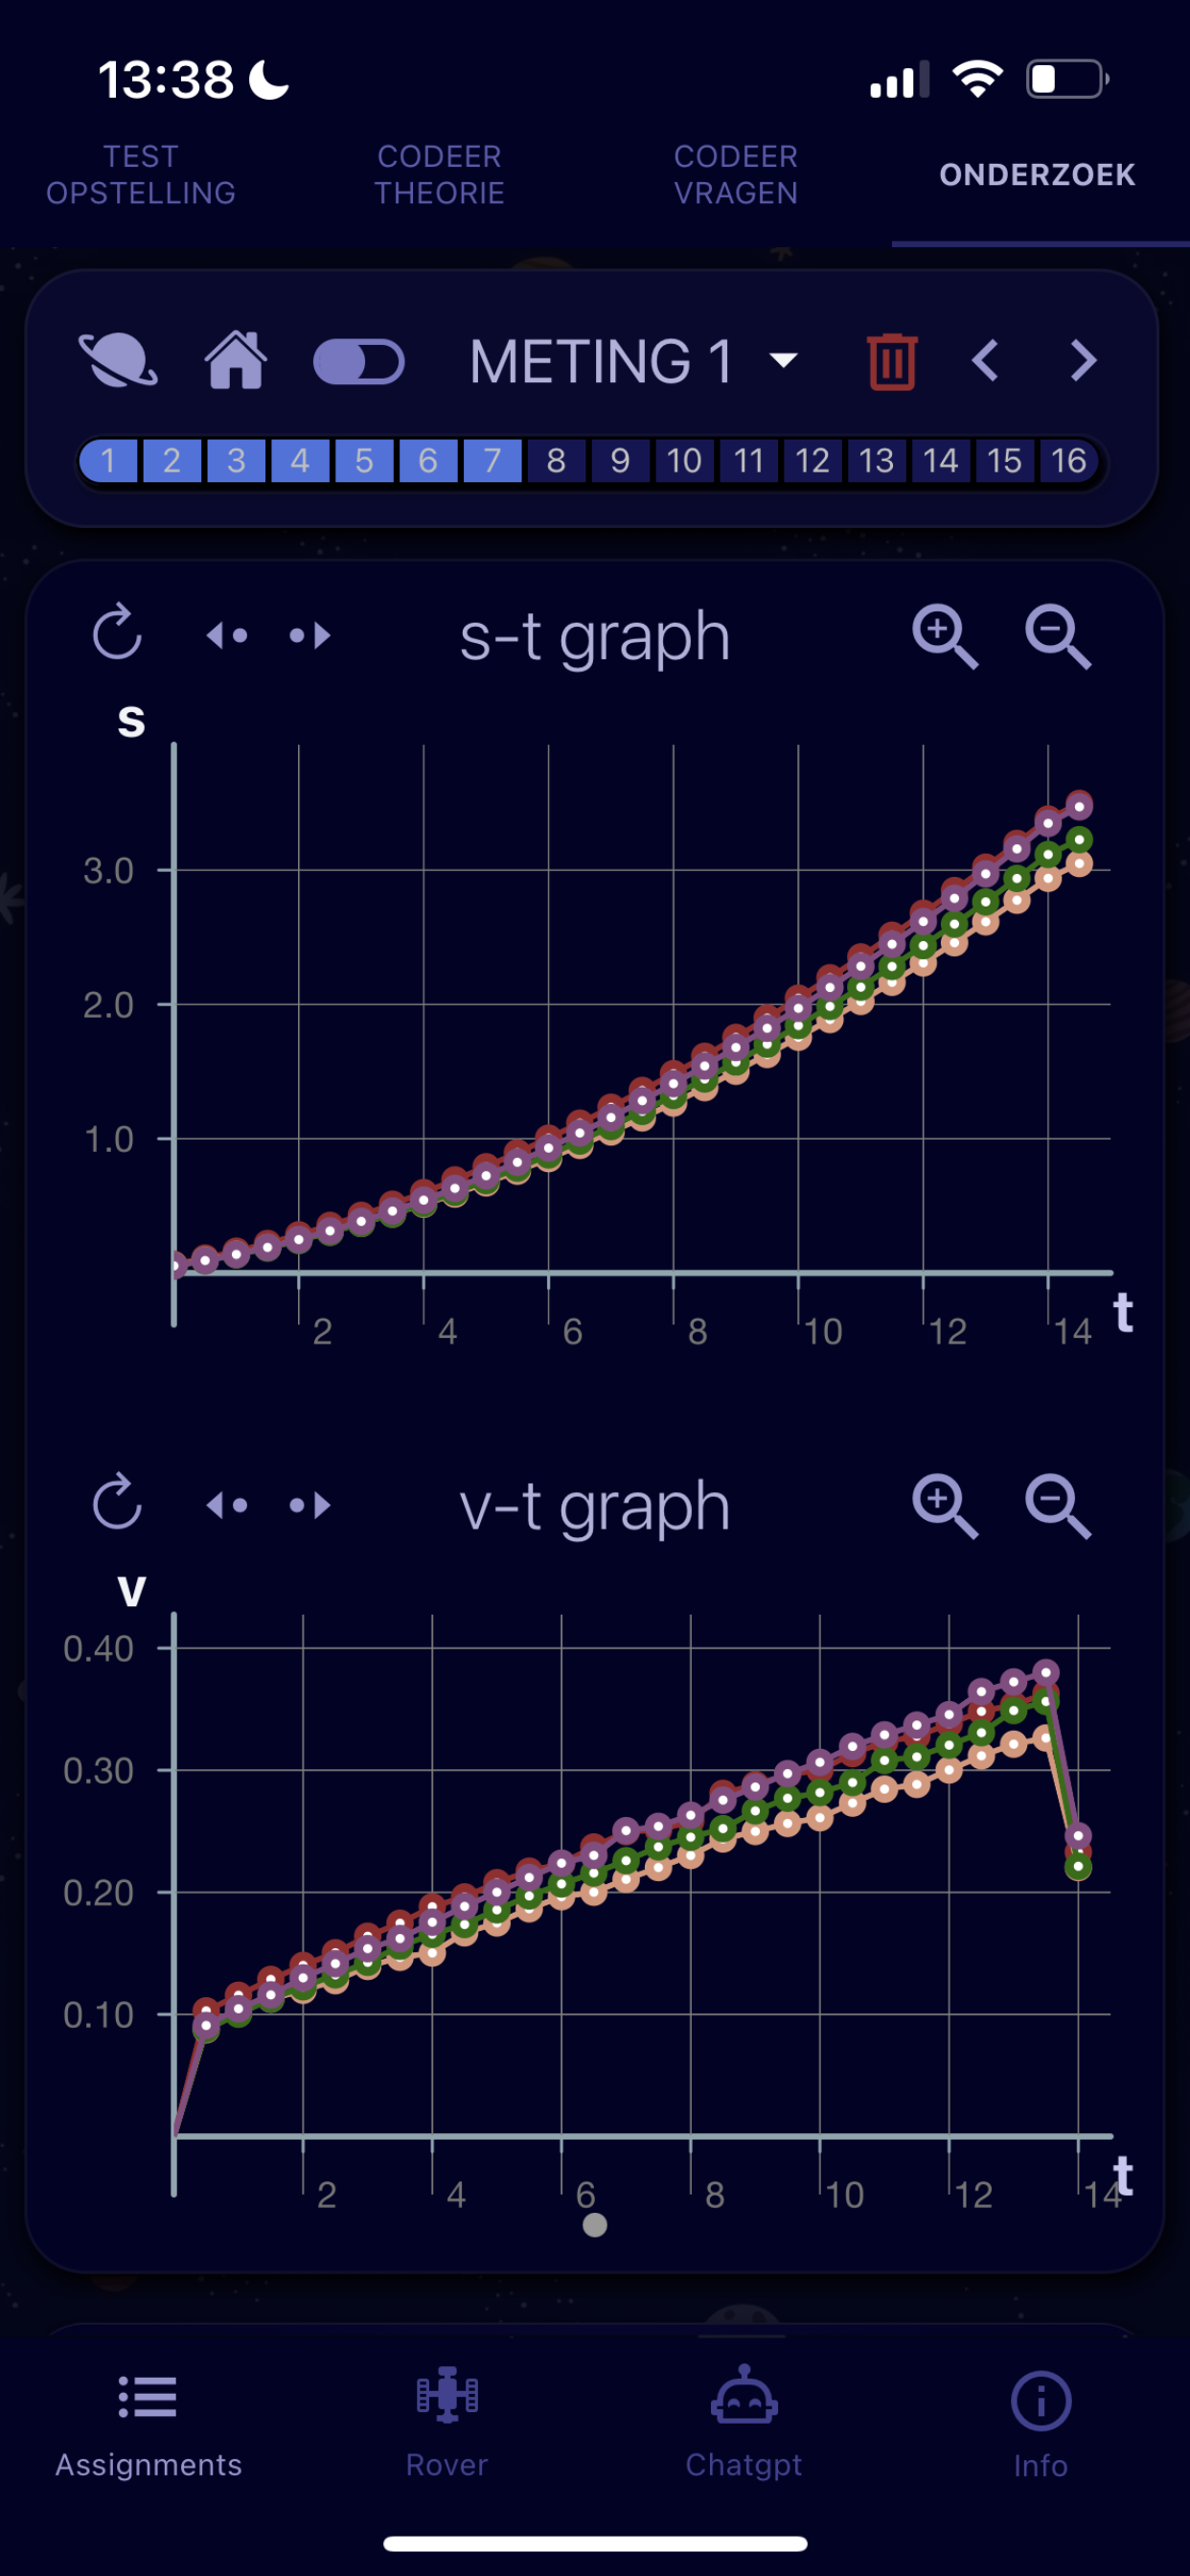 13:38
TEST OPSTELLING
CODEER THEORIE
CODEER VRAGEN
ONDERZOEK
METING 1
1 2 3 4 5 6 7 8 9 10 11 12 13 14 15 16
s-t graph
s
3.0
2.0
1.0
t
2 4 6 8 10 12 14
v-t graph
v
0.40
0.30
0.20
0.10
t
2 4 6 8 10 12 14
Assignments
Rover
Chatgpt
Info